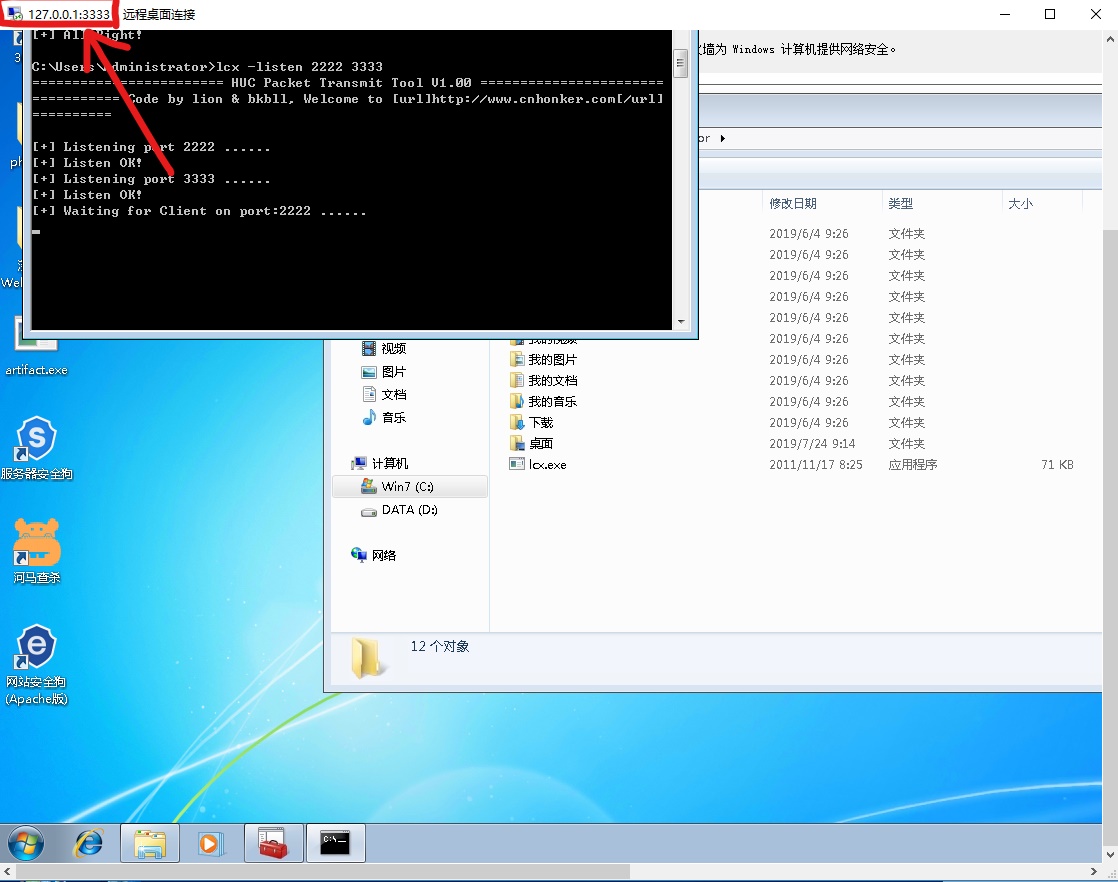 127.0.0.1:3333 - 远程桌面连接
[+] All Right!
C:\Users\Administrator>lcx -listen 2222 3333
======================== HUC Packet Transmit Tool V1.00 =======================
=========== Code by lion & bkbll, Welcome to [url]http://www.cnhonker.com[/url]
==========
[+] Listening port 2222 ......
[+] Listen OK!
[+] Listening port 3333 ......
[+] Listen OK!
[+] Waiting for Client on port:2222 ......
墙为 Windows 计算机提供网络安全。
or
修改日期 类型 大小
2019/6/4 9:26 文件夹
2019/6/4 9:26 文件夹
2019/6/4 9:26 文件夹
2019/6/4 9:26 文件夹
2019/6/4 9:26 文件夹
我的视频 2019/6/4 9:26 文件夹
我的图片 2019/6/4 9:26 文件夹
我的文档 2019/6/4 9:26 文件夹
我的音乐 2019/6/4 9:26 文件夹
下载 2019/6/4 9:26 文件夹
桌面 2019/7/24 9:14 文件夹
lcx.exe 2011/11/17 8:25 应用程序 71 KB
视频
图片
文档
音乐
计算机
Win7 (C:)
DATA (D:)
网络
12 个对象
3
ph
Wel
artifact.exe
服务器安全狗
河马查杀
网站安全狗
(Apache版)
C:\